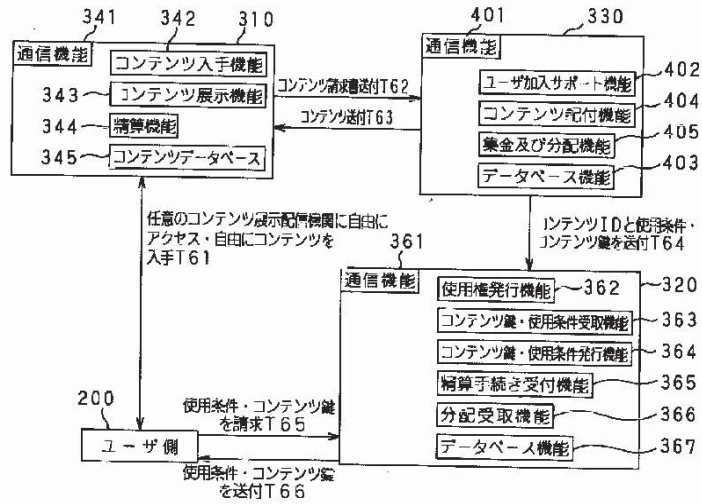 341
342
310
通信機能
コンテンツ入手機能
343
コンテンツ展示機能
344
精算機能
345
コンテンツデータベース
コンテンツ請求書送付T62
コンテンツ送付T63
401
330
通信機能
ユーザ加入サポート機能
402
コンテンツ配付機能
404
集金及び分配機能
405
データベース機能
403
任意のコンテンツ展示配信機関に自由に
アクセス・自由にコンテンツを
入手T61
コンテンツIDと使用条件・
コンテンツ鍵を送付T64
361
通信機能
320
使用権発行機能
362
コンテンツ鍵・使用条件受取機能
363
コンテンツ鍵・使用条件発行機能
364
精算手続き受付機能
365
分配受取機能
366
データベース機能
367
200
ユーザ側
使用条件・コンテンツ鍵
を請求T65
使用条件・コンテンツ鍵
を送付T66